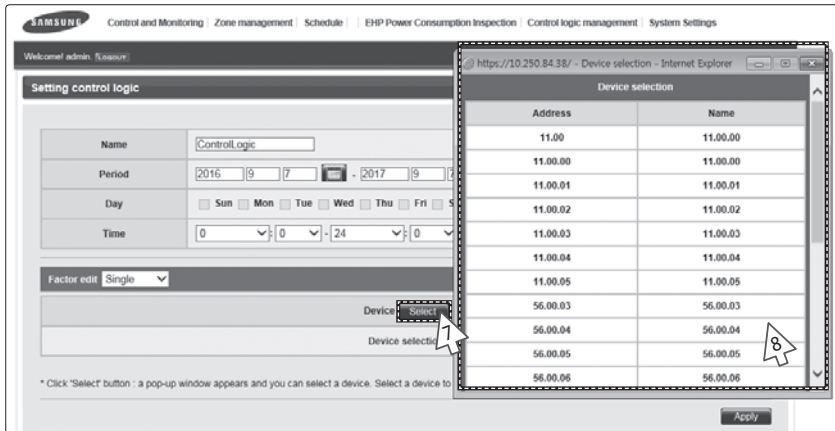 SAMSUNG
Control and Monitoring Zone management Schedule EHP Power Consumption Inspection Control logic management System Settings
Welcome! admin. LOGOUT
Setting control logic
Name ControlLogic
Period 2016 9 7 - 2017 9
Day Sun Mon Tue Wed Thu Fri
Time 0 : 0 - 24 : 0
Factor edit Single
Device Select
7
Device selection
* Click 'Select' button : a pop-up window appears and you can select a device. Select a device to
Apply
https://10.250.84.38/ - Device selection - Internet Explorer
Device selection
Address Name
11.00 11.00.00
11.00.00 11.00.00
11.00.01 11.00.01
11.00.02 11.00.02
11.00.03 11.00.03
11.00.04 11.00.04
11.00.05 11.00.05
56.00.03 56.00.03
56.00.04 56.00.04
56.00.05 56.00.05
8
56.00.06 56.00.06